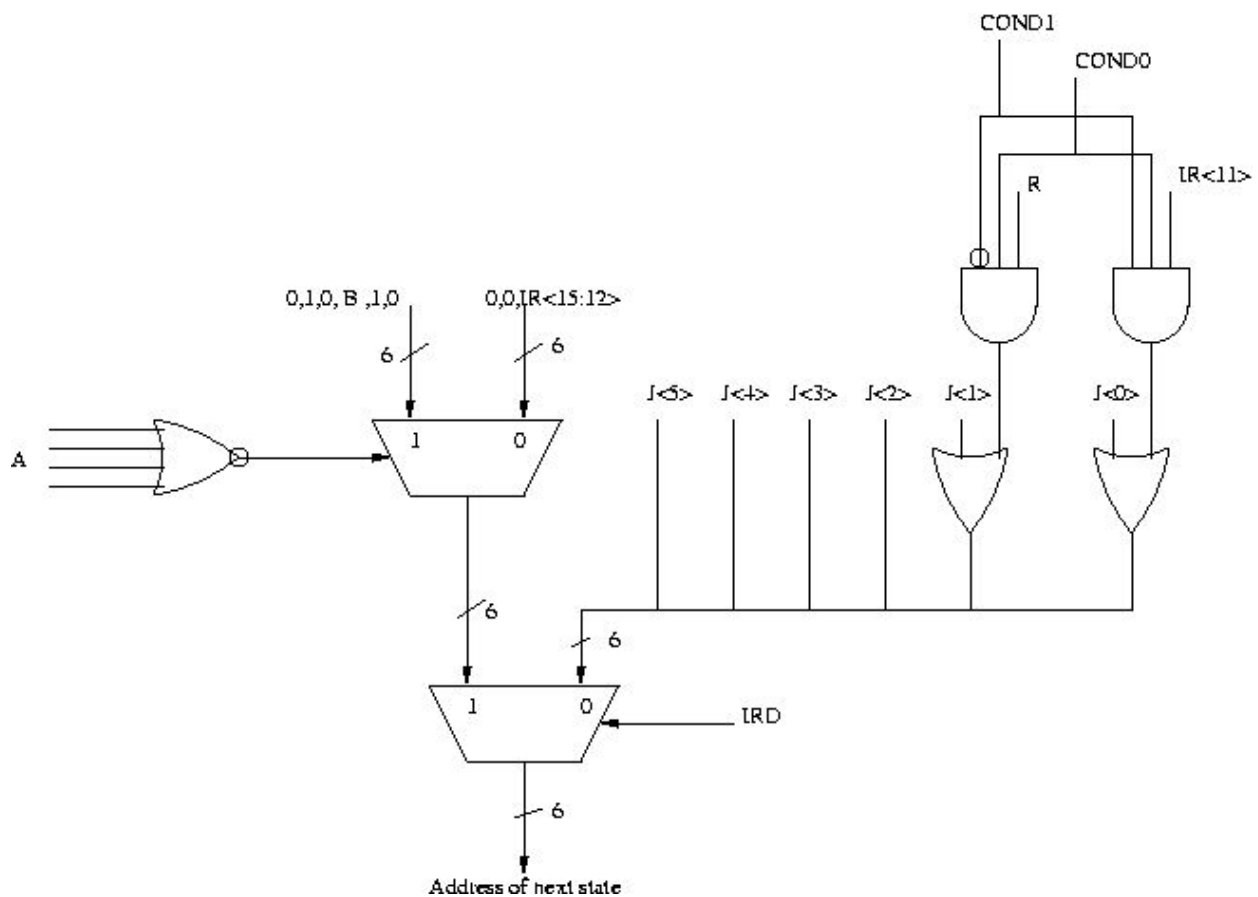 COND1
COND0
R
IR<11>
0,1,0, B ,1,0
0,0,IR<15:12>
6
6
J<5>
J<4>
J<3>
J<2>
J<1>
J<0>
A
1
0
6
6
1
0
IRD
6
Address of next state